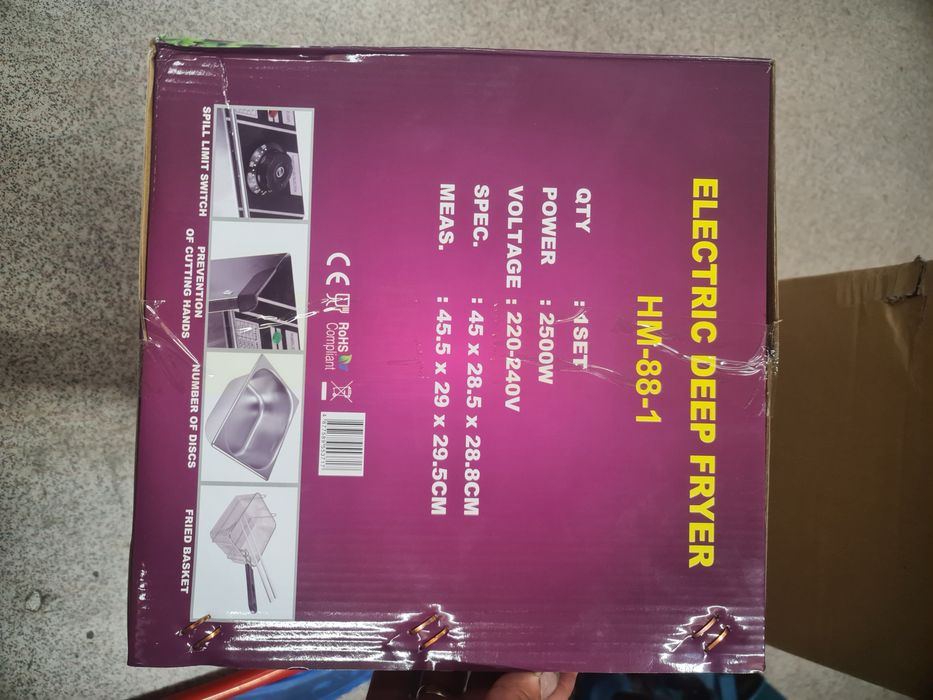 ELECTRIC DEEP FRYER
HM-88-1
QTY : 1SET
POWER : 2500W
VOLTAGE : 220-240V
SPEC. : 45 x 28.5 x 28.8CM
MEAS. : 45.5 x 29 x 29.5CM
CE
RoHS
Compliant
SPILL LIMIT SWITCH
PREVENTION
OF CUTTING HANDS
NUMBER OF DISCS
FRIED BASKET